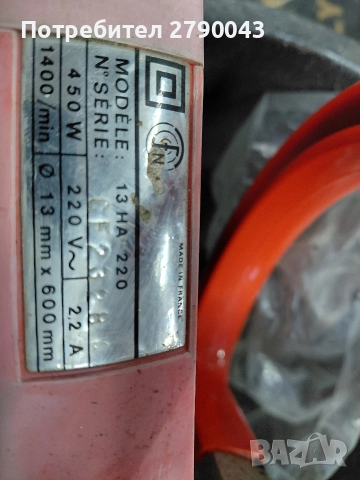 Потребител 2790043
MADE IN FRANCE
MODÈLE: 13 HA 220
N° SÉRIE:
450 W 220 V~ 2,2 A
1400/min Ø 13 mm x 600 mm
BAZAR